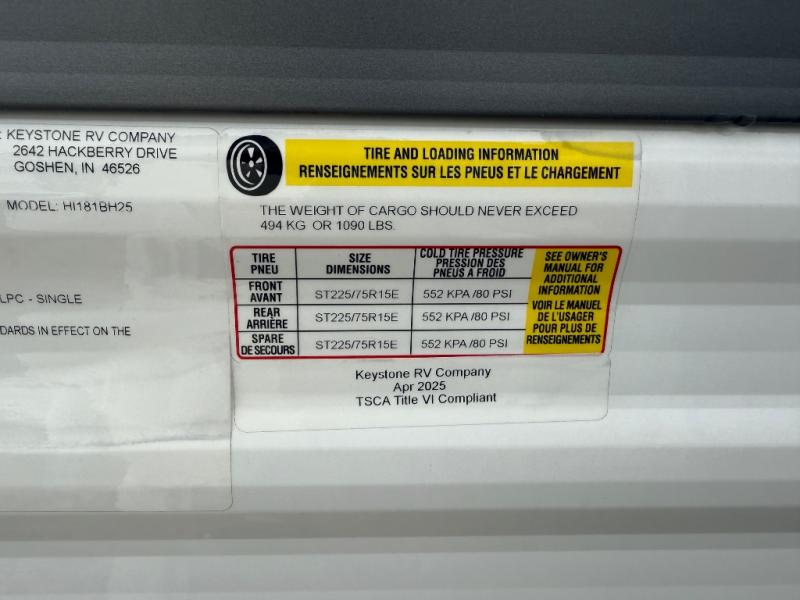 : KEYSTONE RV COMPANY
2642 HACKBERRY DRIVE
GOSHEN, IN 46526
MODEL: HI181BH25
LPC - SINGLE
DARDS IN EFFECT ON THE
TIRE AND LOADING INFORMATION
RENSEIGNEMENTS SUR LES PNEUS ET LE CHARGEMENT
THE WEIGHT OF CARGO SHOULD NEVER EXCEED
494 KG OR 1090 LBS.
TIRE
PNEU
SIZE
DIMENSIONS
COLD TIRE PRESSURE
PRESSION DES
PNEUS A FROID
FRONT
AVANT
ST225/75R15E
552 KPA /80 PSI
REAR
ARRIÈRE
ST225/75R15E
552 KPA /80 PSI
SPARE
DE SECOURS
ST225/75R15E
552 KPA /80 PSI
SEE OWNER'S
MANUAL FOR
ADDITIONAL
INFORMATION
VOIR LE MANUEL
DE L'USAGER
POUR PLUS DE
RENSEIGNEMENTS
Keystone RV Company
Apr 2025
TSCA Title VI Compliant